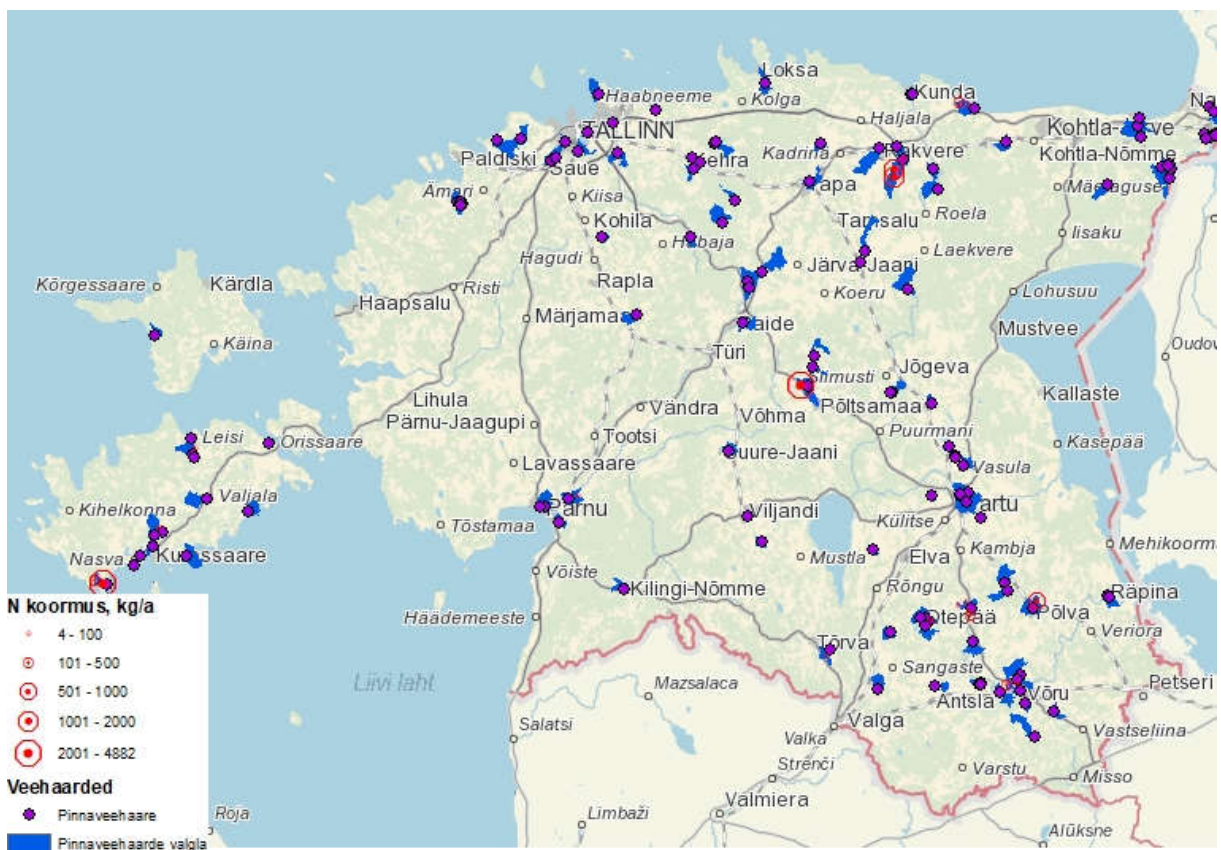 Loksa
Haabneeme
Kolga
Kunda
TALLINN
Haljala
Kohtla-Järve
Paldiski
Kadrina
Rakvere
Kohtla-Nõmme
Saue
Ämari
Kiisa
Mäetaguse
Kohila
Tamsalu
Roela
Habaja
Iisaku
Hagudi
Järva-Jaani
Laekvere
Kõrgessaare
Kärdla
Risti
Rapla
Koeru
Lohusuu
Haapsalu
Märjamaa
Mustvee
Käina
Türi
Oudov
Jõgeva
Lihula
Kallaste
Pärnu-Jaagupi
Vändra
Võhma
Põltsamaa
Leisi
Orissaare
Tootsi
Puurmani
Kasepää
Suure-Jaani
Lavassaare
Vasula
Valjala
Kihelkonna
Pärnu
Viljandi
Tõstamaa
Külitse
Nasva
Kuressaare
Mustla
Elva
Kambja
Mehikoorma
Võiste
Rõngu
Kilingi-Nõmme
Räpina
Häädemeeste
Otepää
Põlva
Veriora
Tõrva
Sangaste
Liivi laht
Mazsalaca
Antsla
Võru
Petseri
Salatsi
Valga
Valka
Vastseliina
Strenči
Varstu
Misso
Valmiera
Roja
Limbaži
Alūksne
N koormus, kg/a
4 - 100
101 - 500
501 - 1000
1001 - 2000
2001 - 4882
Veehaarded
Pinnaveehaare
Pinnaveehaarde valgla